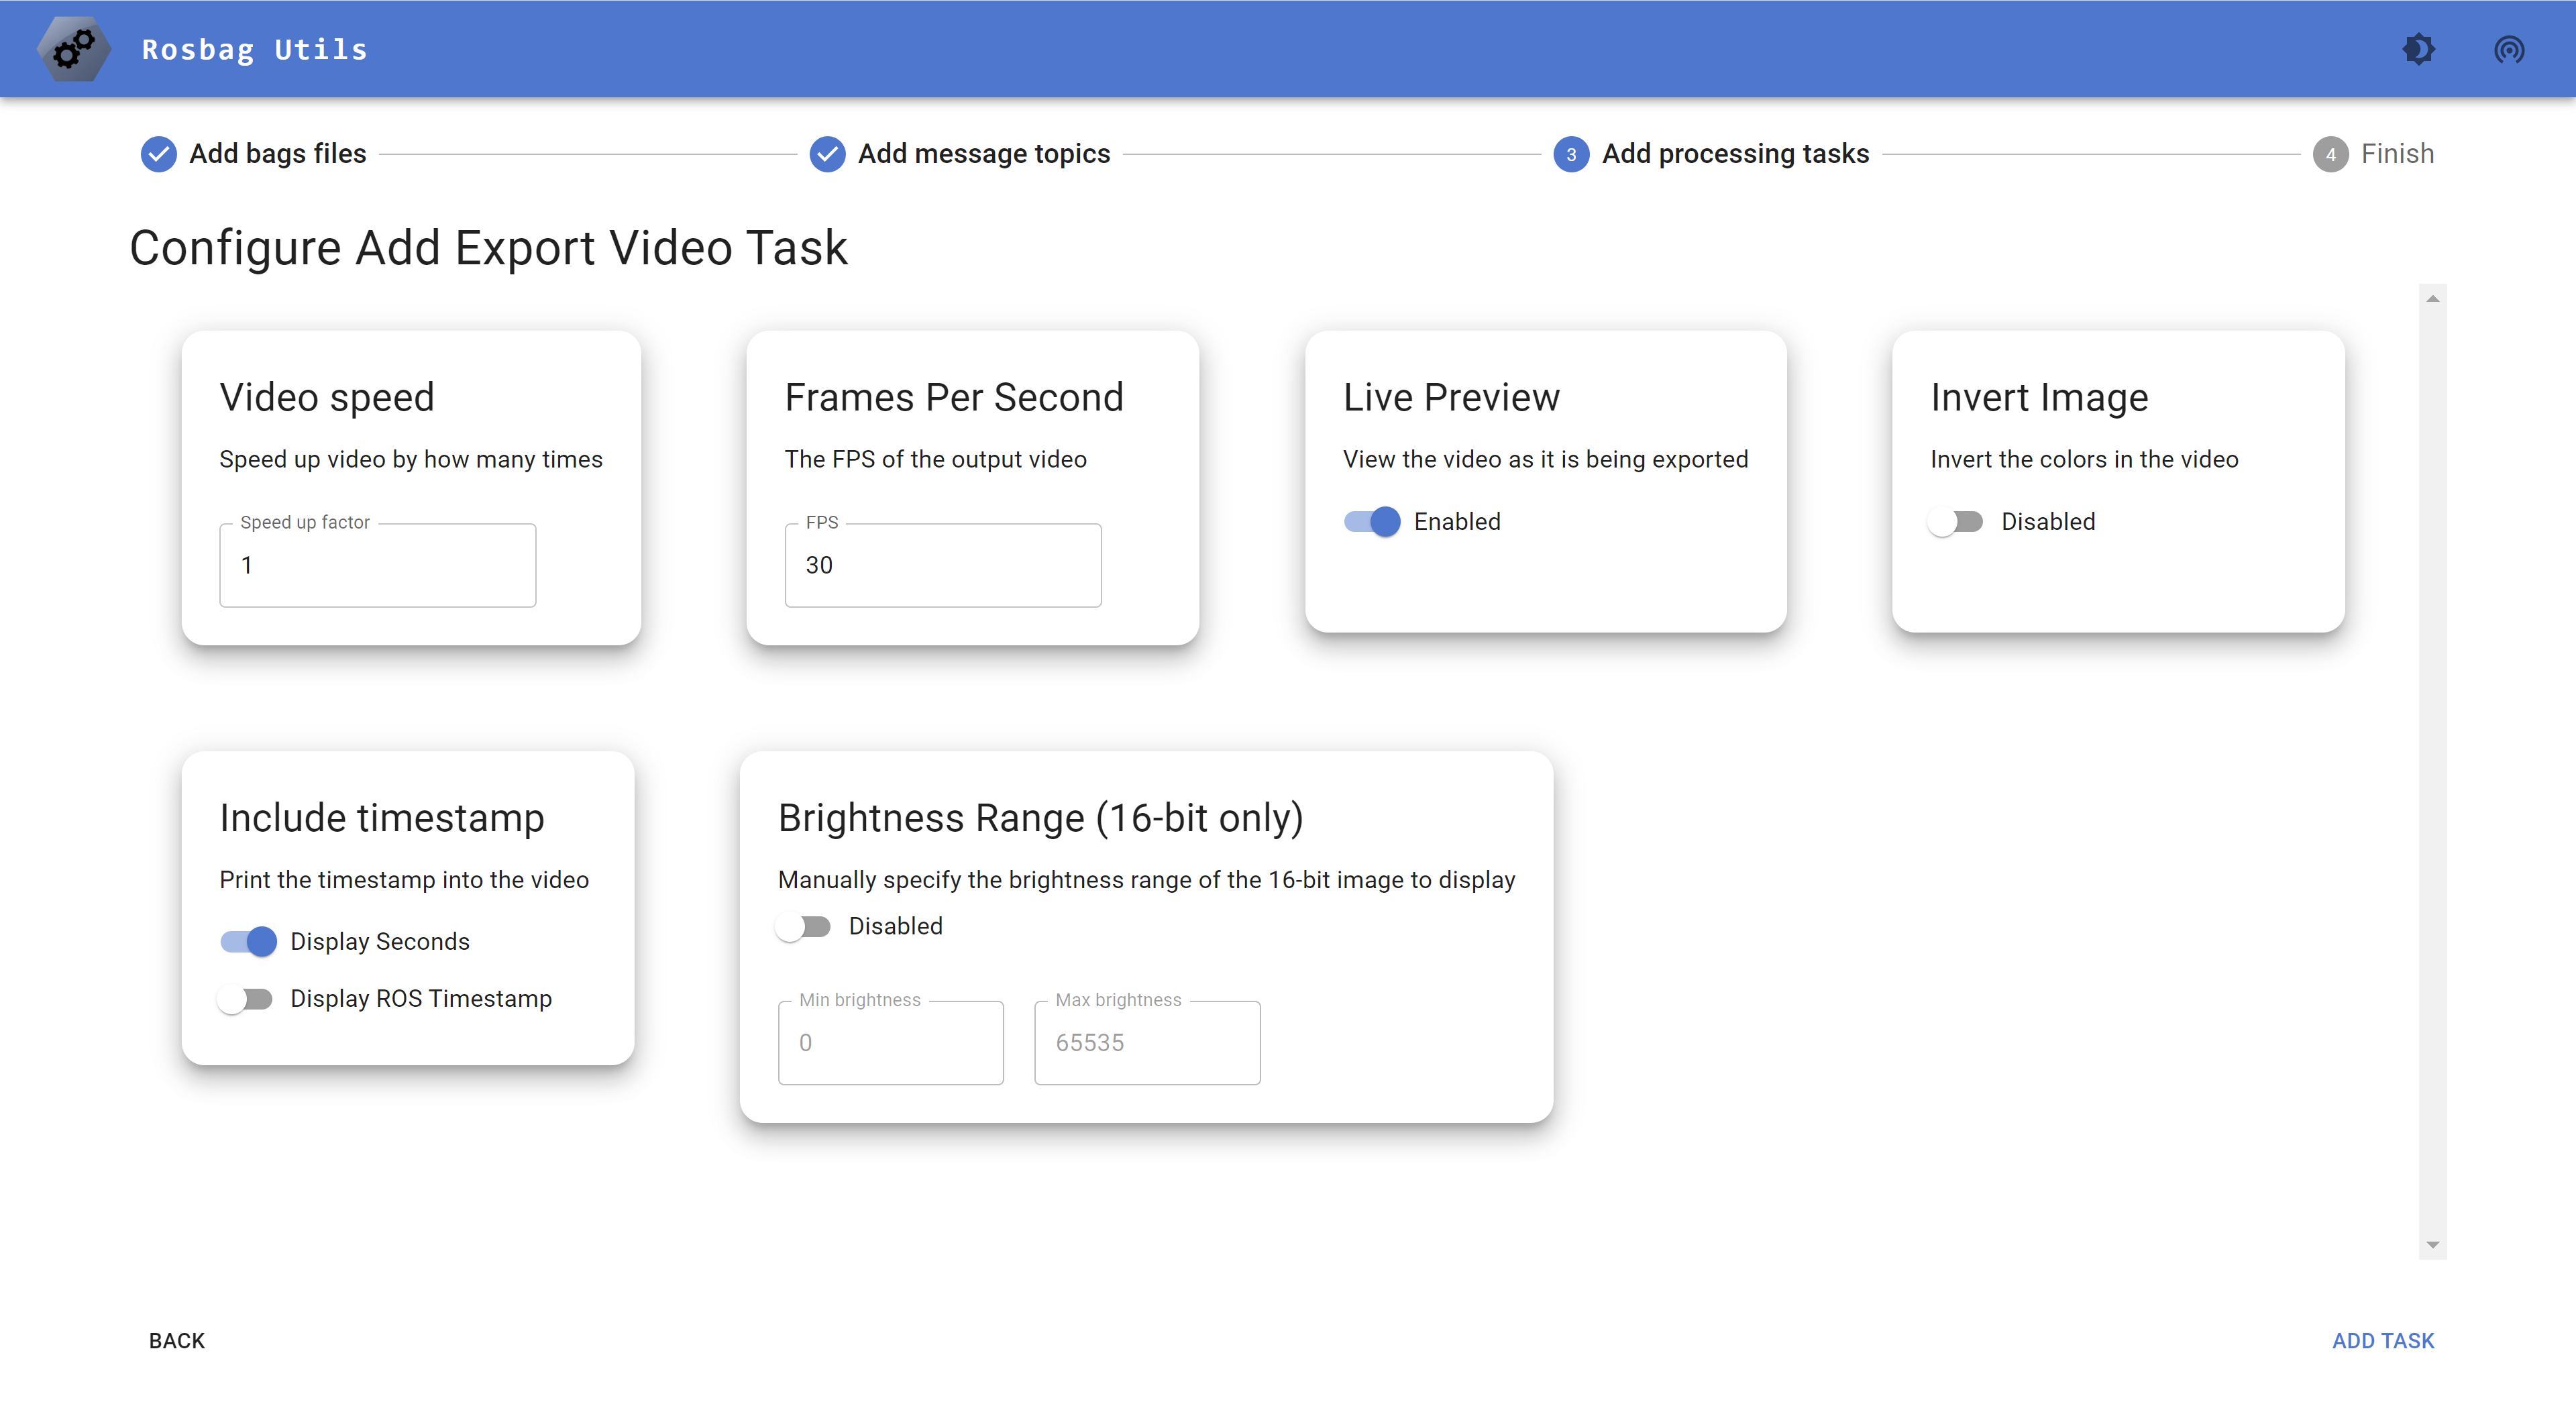 Rosbag Utils
Add bags files
Add message topics
3 Add processing tasks
4 Finish
Configure Add Export Video Task
Video speed
Speed up video by how many times
Speed up factor
1
Frames Per Second
The FPS of the output video
FPS
30
Live Preview
View the video as it is being exported
Enabled
Invert Image
Invert the colors in the video
Disabled
Include timestamp
Print the timestamp into the video
Display Seconds
Display ROS Timestamp
Brightness Range (16-bit only)
Manually specify the brightness range of the 16-bit image to display
Disabled
Min brightness
0
Max brightness
65535
BACK
ADD TASK